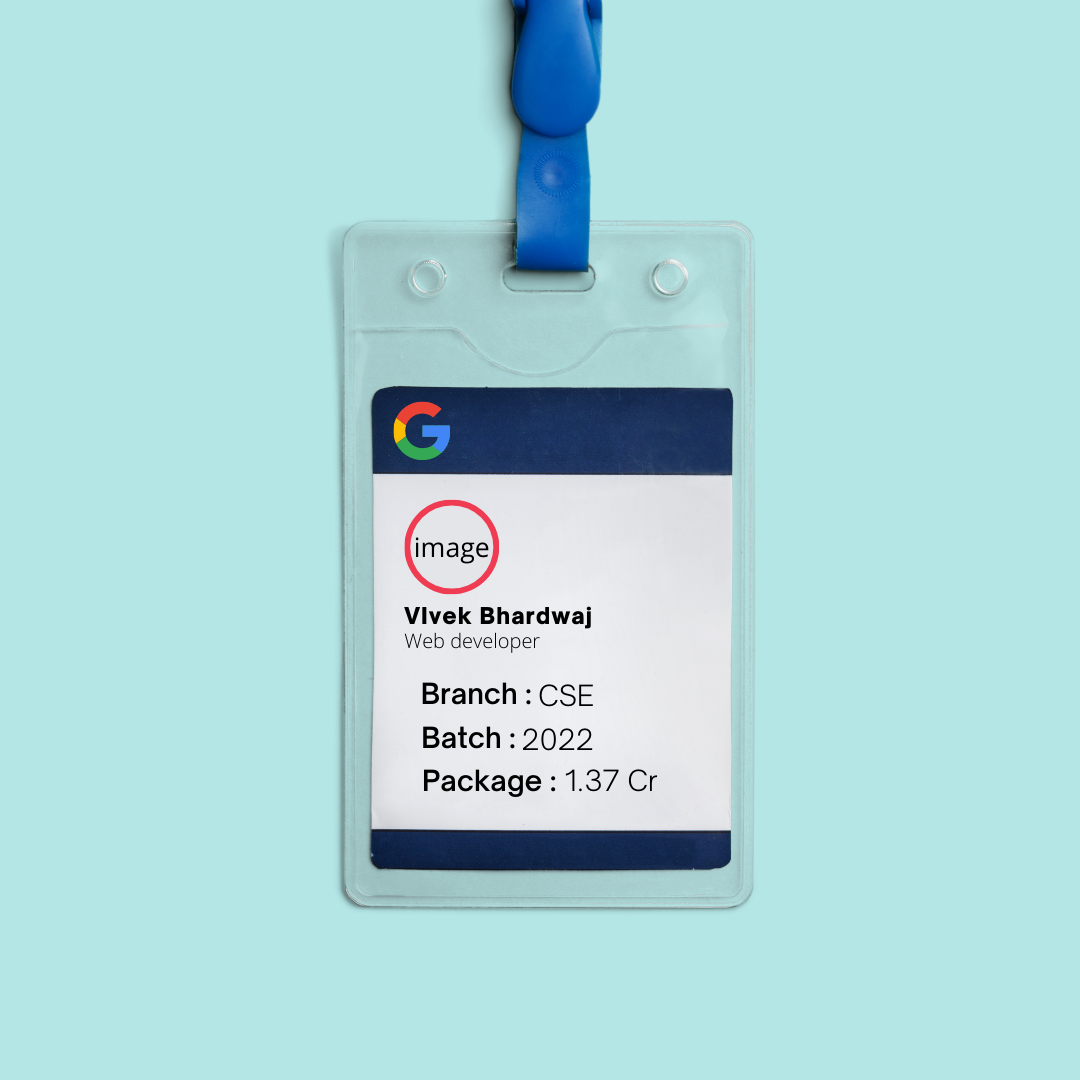 image
VIvek Bhardwaj
Web developer
Branch : CSE
Batch : 2022
Package : 1.37 Cr